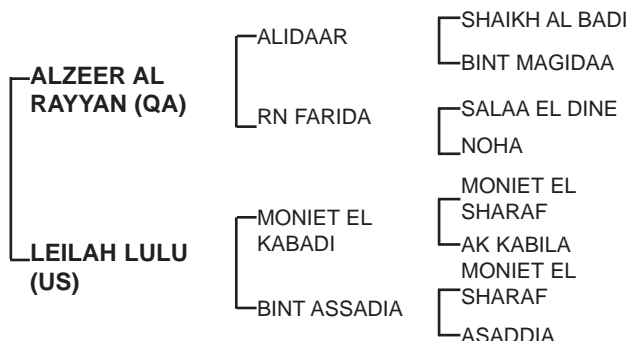 ALZEER AL
RAYYAN (QA)
ALIDAAR
SHAIKH AL BADI
BINT MAGIDAA
RN FARIDA
SALAA EL DINE
NOHA
LEILAH LULU
(US)
MONIET EL
KABADI
MONIET EL
SHARAF
AK KABILA
BINT ASSADIA
MONIET EL
SHARAF
ASADDIA